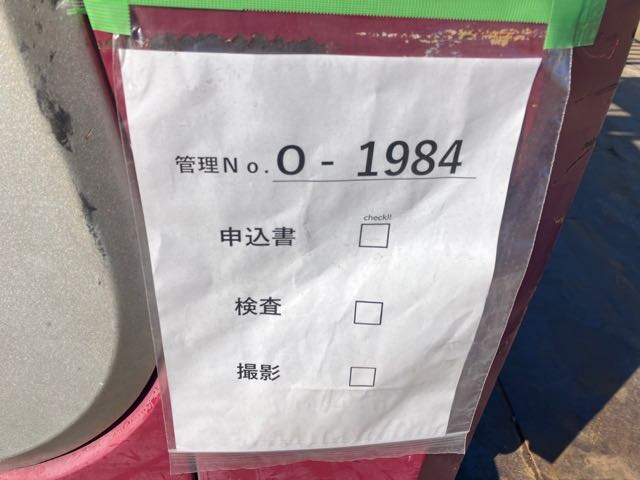 管理No. O - 1984
check!!
申込書 □
検査 □
撮影 □